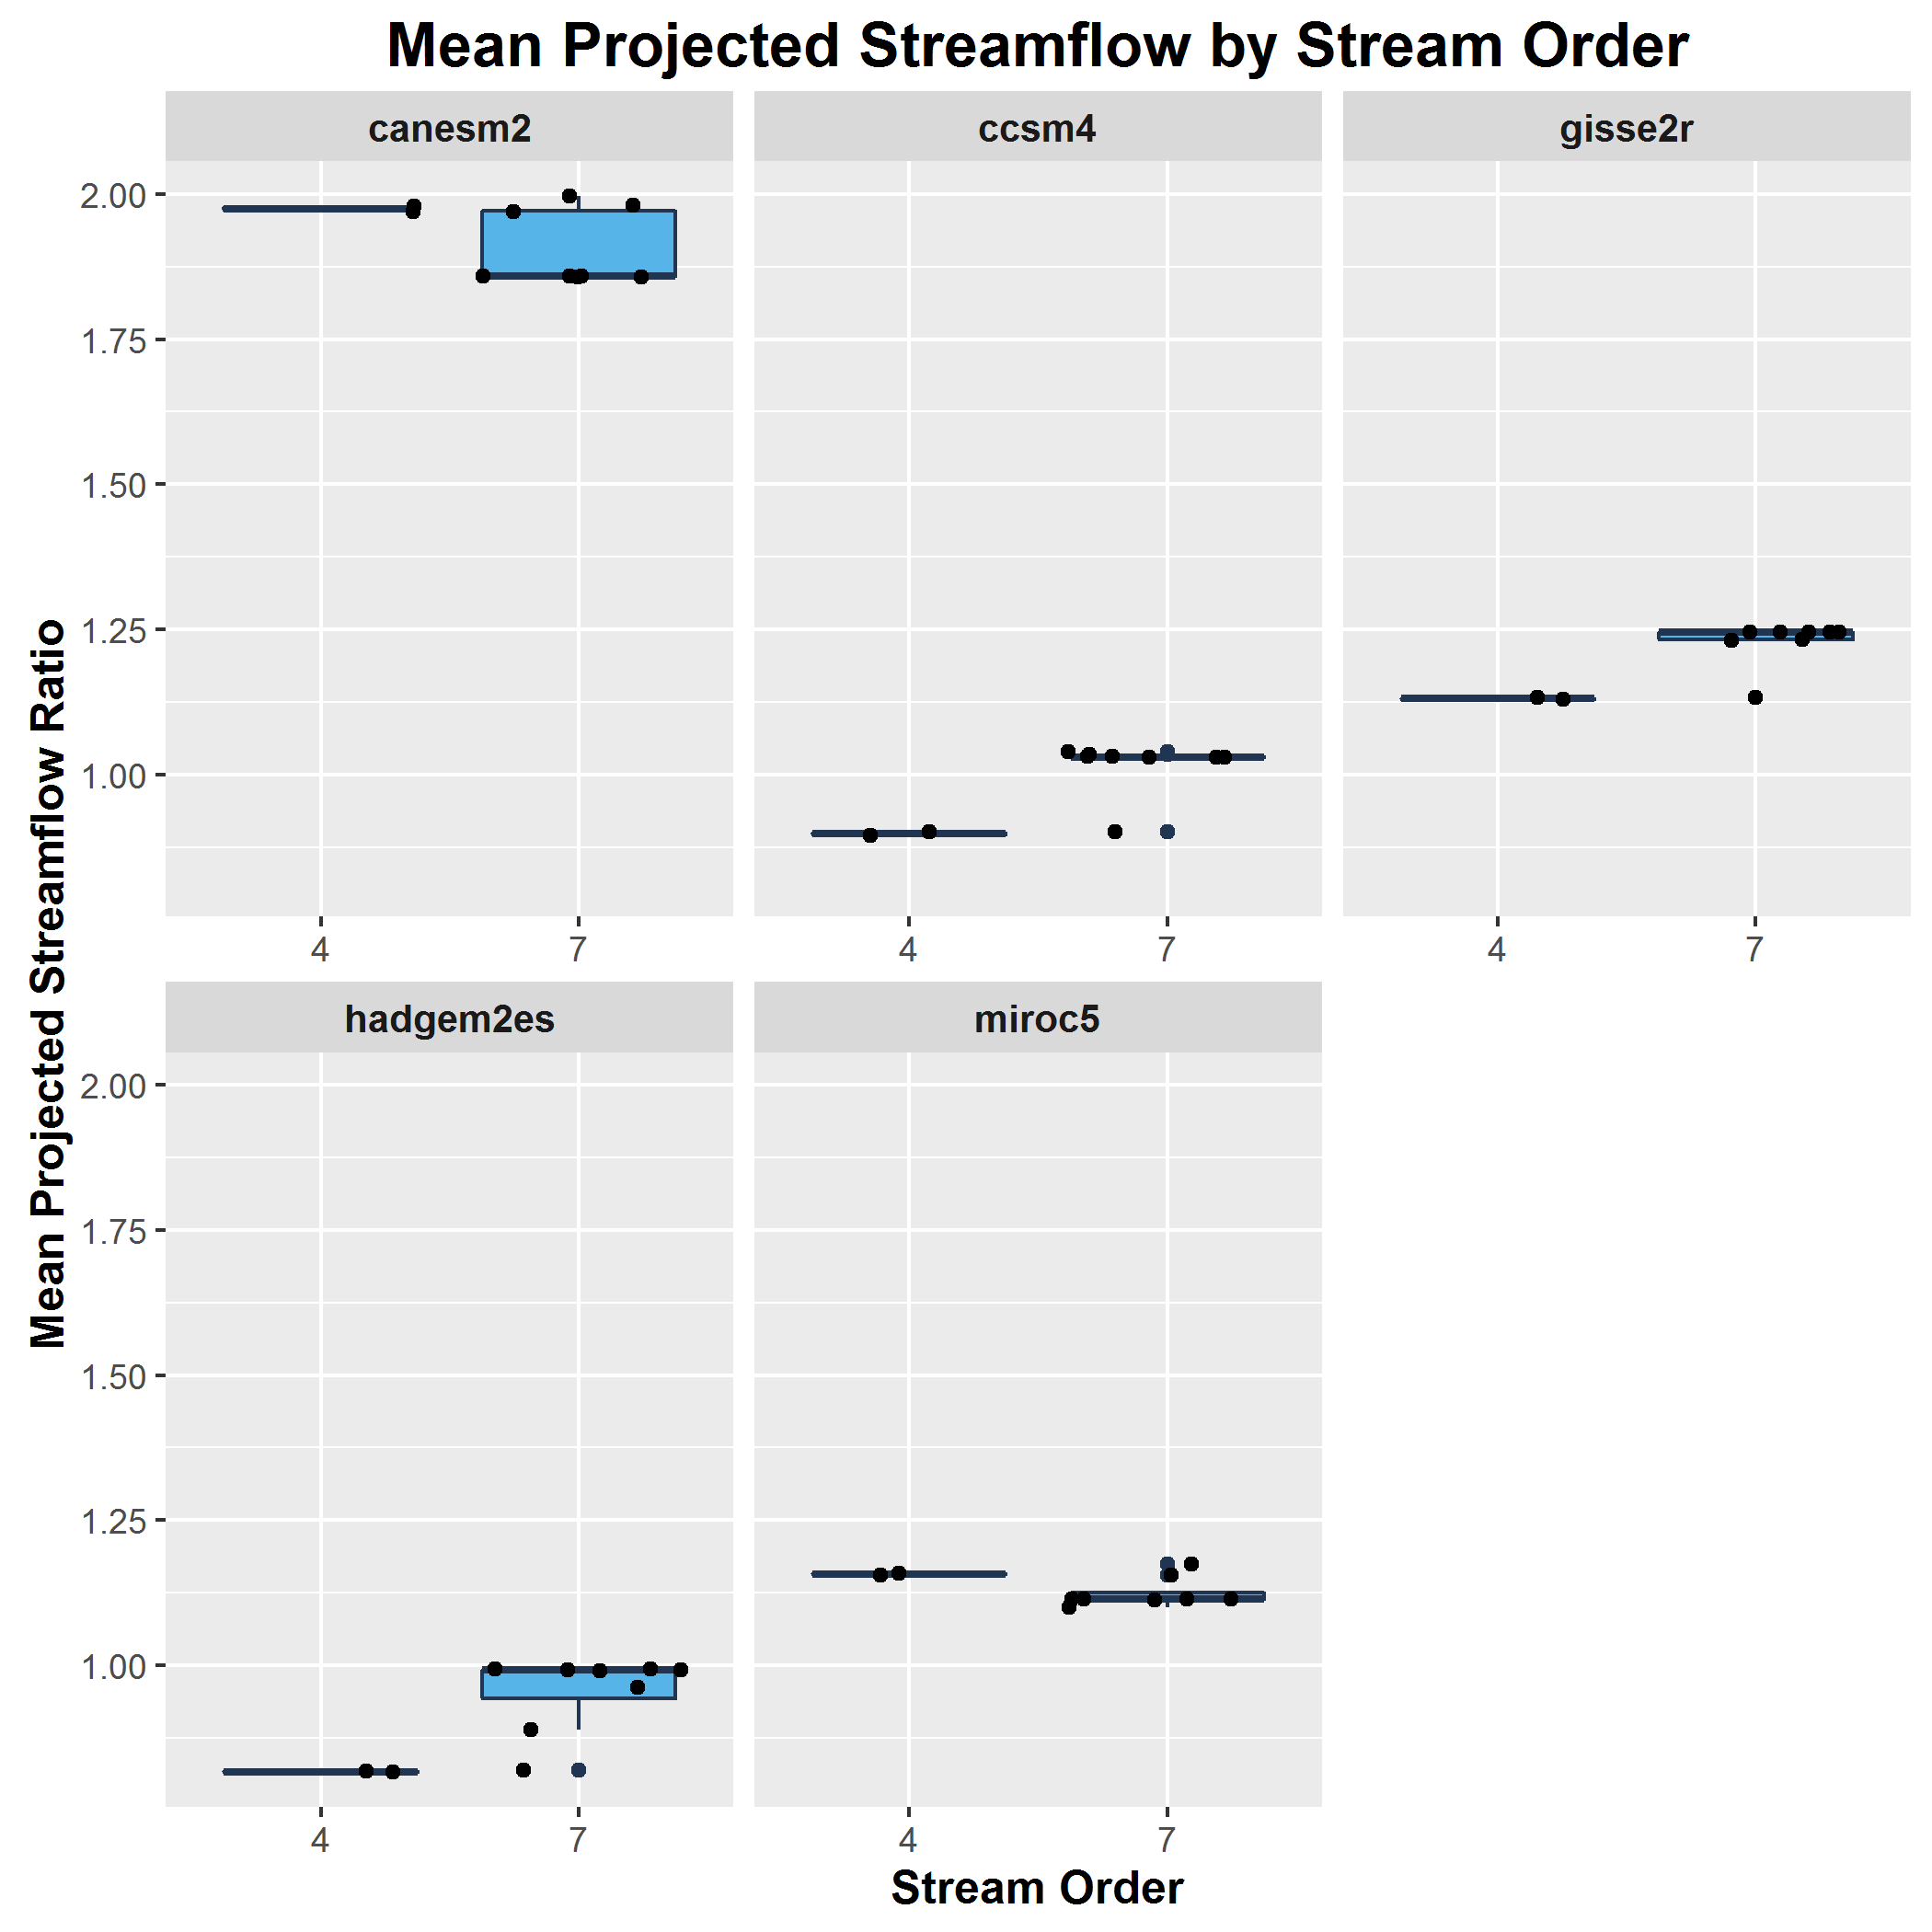 Mean Projected Streamflow by Stream Order
canesm2
ccsm4
gisse2r
2.00
1.75
1.50
1.25
1.00
4
7
4
7
4
7
Mean Projected Streamflow Ratio
hadgem2es
miroc5
2.00
1.75
1.50
1.25
1.00
4
7
4
7
Stream Order